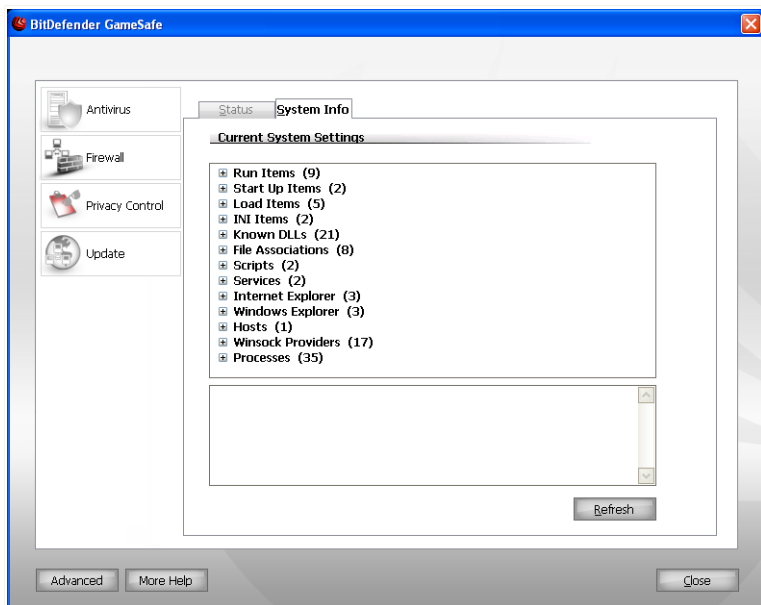 BitDefender GameSafe
Antivirus
Firewall
Privacy Control
Update
Status
System Info
Current System Settings
Run Items (9)
Start Up Items (2)
Load Items (5)
INI Items (2)
Known DLLs (21)
File Associations (8)
Scripts (2)
Services (2)
Internet Explorer (3)
Windows Explorer (3)
Hosts (1)
Winsock Providers (17)
Processes (35)
Refresh
Advanced
More Help
Close